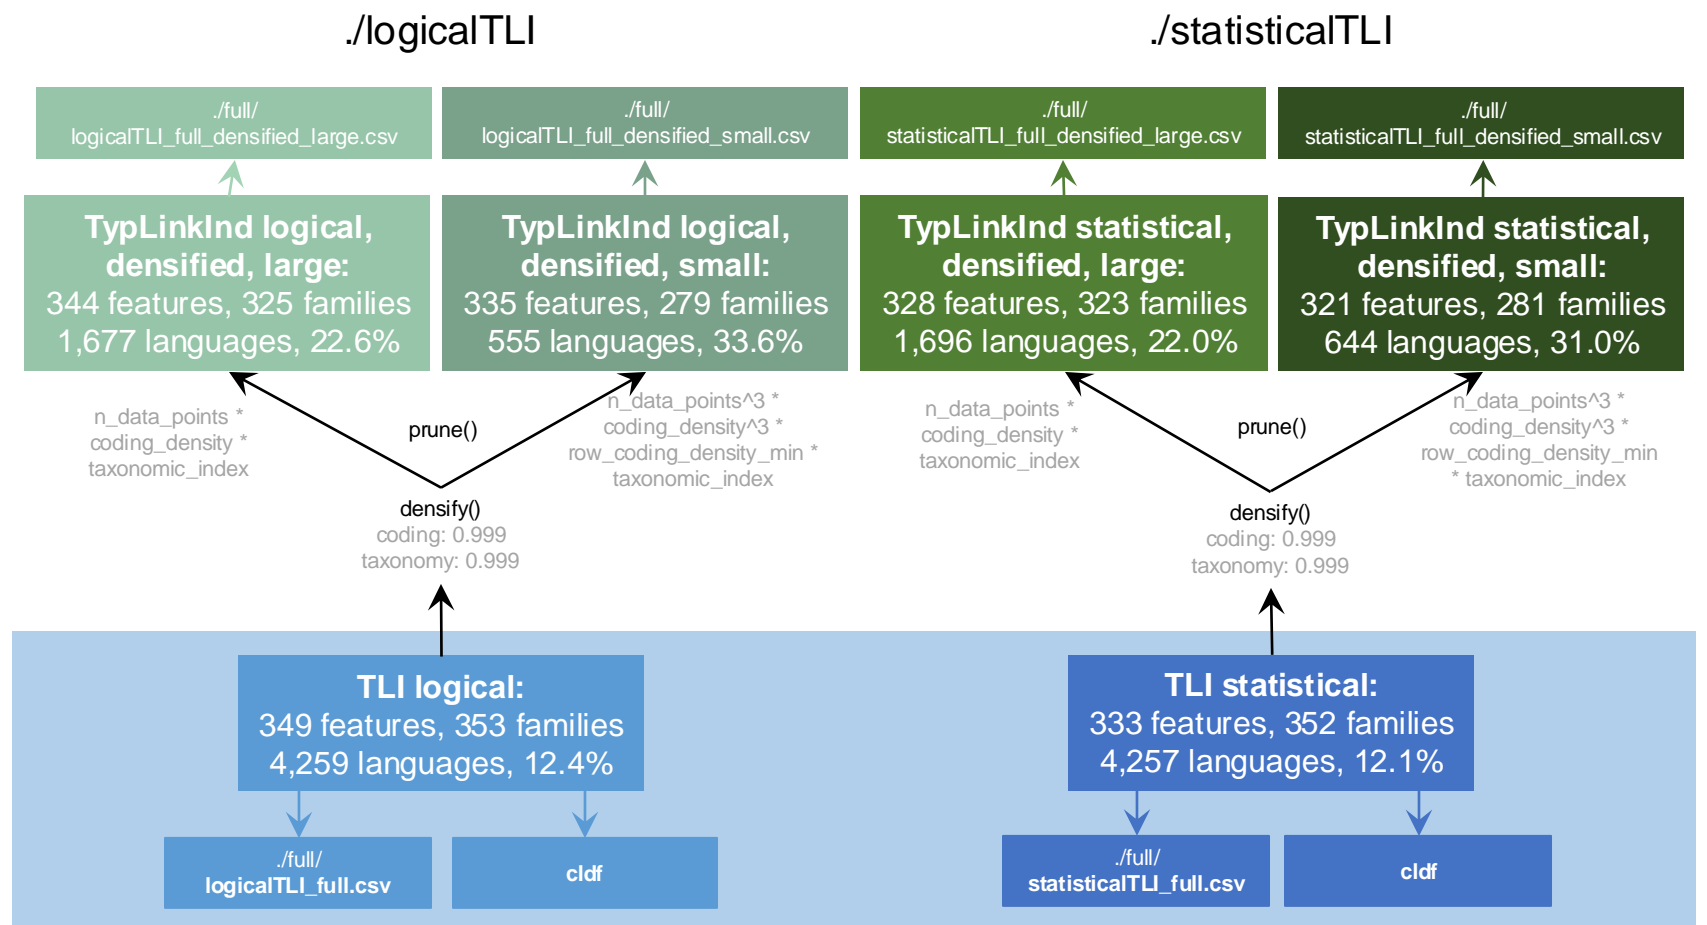 ./logicalTLI
./statisticalTLI
./full/
logicalTLI_full_densified_large.csv
./full/
logicalTLI_full_densified_small.csv
./full/
statisticalTLI_full_densified_large.csv
./full/
statisticalTLI_full_densified_small.csv
TypLinkInd logical,
densified, large:
344 features, 325 families
1,677 languages, 22.6%
TypLinkInd logical,
densified, small:
335 features, 279 families
555 languages, 33.6%
TypLinkInd statistical,
densified, large:
328 features, 323 families
1,696 languages, 22.0%
TypLinkInd statistical,
densified, small:
321 features, 281 families
644 languages, 31.0%
n_data_points *
coding_density *
taxonomic_index
prune()
n_data_points^3 *
coding_density^3 *
row_coding_density_min *
taxonomic_index
n_data_points *
coding_density *
taxonomic_index
prune()
n_data_points^3 *
coding_density^3 *
row_coding_density_min
* taxonomic_index
densify()
coding: 0.999
taxonomy: 0.999
densify()
coding: 0.999
taxonomy: 0.999
TLI logical:
349 features, 353 families
4,259 languages, 12.4%
TLI statistical:
333 features, 352 families
4,257 languages, 12.1%
./full/
logicalTLI_full.csv
cldf
./full/
statisticalTLI_full.csv
cldf